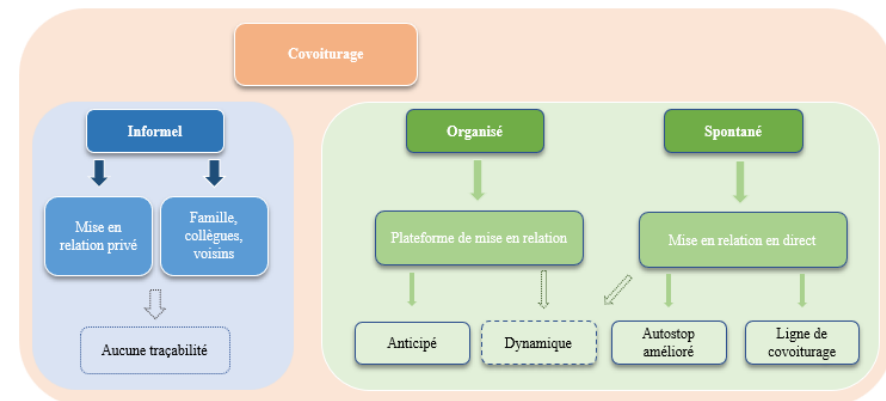 Covoiturage
Informel
Organisé
Spontané
Mise en
relation privé
Famille,
collègues,
voisins
Plateforme de mise en relation
Mise en relation en direct
Aucune traçabilité
Anticipé
Dynamique
Autostop
amélioré
Ligne de
covoiturage